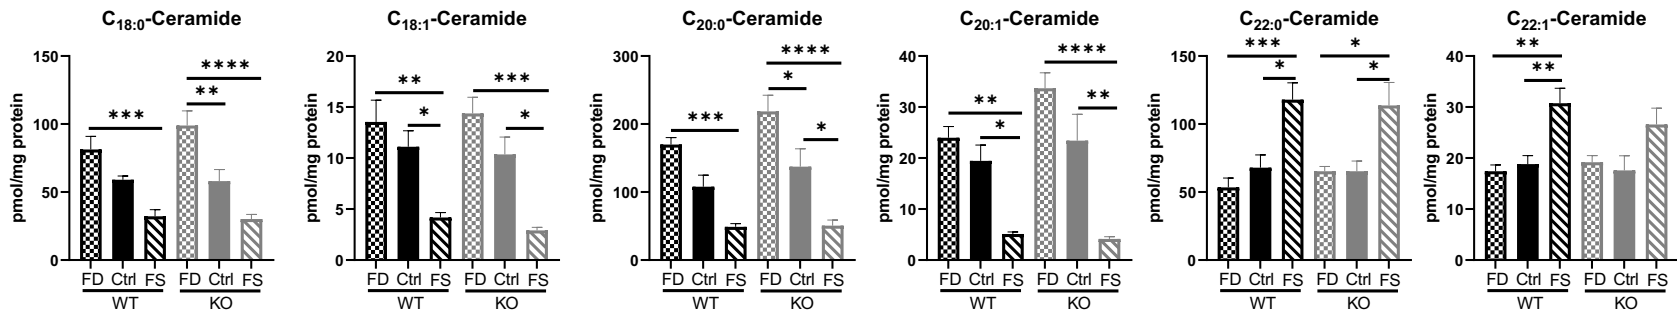 C18:0-Ceramide
pmol/mg protein
150
100
50
0
***
**
****
FD Ctrl FS FD Ctrl FS
WT KO
C18:1-Ceramide
pmol/mg protein
20
15
10
5
0
**
*
***
*
FD Ctrl FS FD Ctrl FS
WT KO
C20:0-Ceramide
pmol/mg protein
300
200
100
0
***
****
*
*
FD Ctrl FS FD Ctrl FS
WT KO
C20:1-Ceramide
pmol/mg protein
40
30
20
10
0
**
*
****
**
FD Ctrl FS FD Ctrl FS
WT KO
C22:0-Ceramide
pmol/mg protein
150
100
50
0
***
*
*
*
FD Ctrl FS FD Ctrl FS
WT KO
C22:1-Ceramide
pmol/mg protein
40
30
20
10
0
**
**
FD Ctrl FS FD Ctrl FS
WT KO